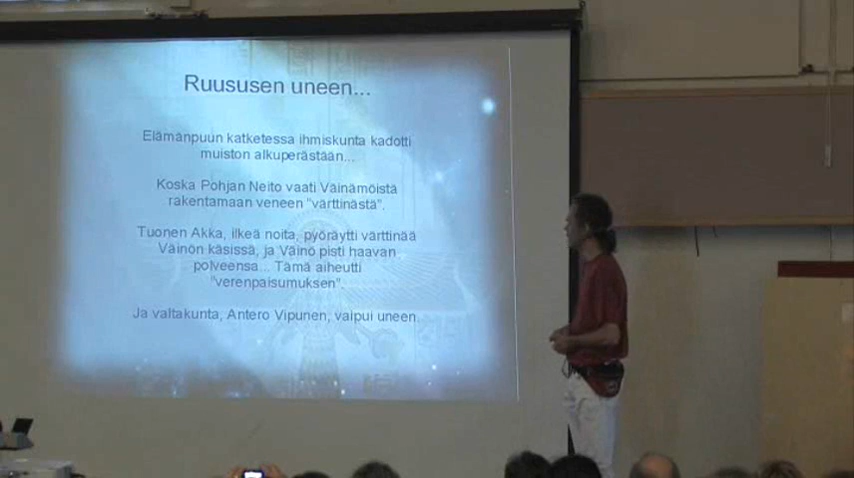 Ruususen uneen...
Elämänpuun katketessa ihmiskunta kadotti
muiston alkuperästään...
Koska Pohjan Neito vaati Väinämöistä
rakentamaan veneen "värttinästä".
Tuonen Akka, ilkeä noita, pyöräytti värttinää
Väinön käsissä, ja Väinö pisti haavan
polveensa... Tämä aiheutti
"verenpaisumuksen".
Ja valtakunta, Antero Vipunen, vaipui uneen.